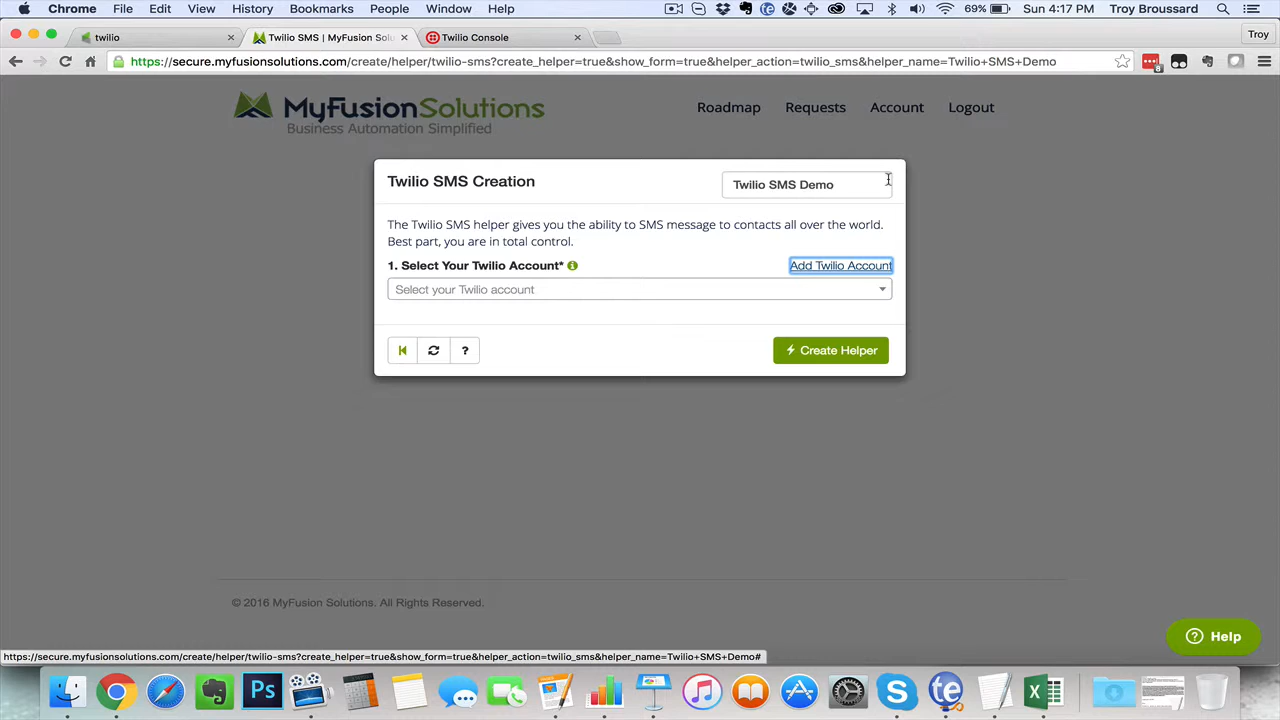 Chrome File Edit View History Bookmarks People Window Help 69% Sun 4:17 PM Troy Broussard
twilio Twilio SMS | MyFusion Solu Twilio Console Troy
https://secure.myfusionsolutions.com/create/helper/twilio-sms?create_helper=true&show_form=true&helper_action=twilio_sms&helper_name=Twilio+SMS+Demo
8
MyFusionSolutions
Business Automation Simplified
Roadmap Requests Account Logout
Twilio SMS Creation Twilio SMS Demo
The Twilio SMS helper gives you the ability to SMS message to contacts all over the world.
Best part, you are in total control.
1. Select Your Twilio Account* Add Twilio Account
Select your Twilio account
? Create Helper
© 2016 MyFusion Solutions. All Rights Reserved.
? Help
https://secure.myfusionsolutions.com/create/helper/twilio-sms?create_helper=true&show_form=true&helper_action=twilio_sms&helper_name=Twilio+SMS+Demo#